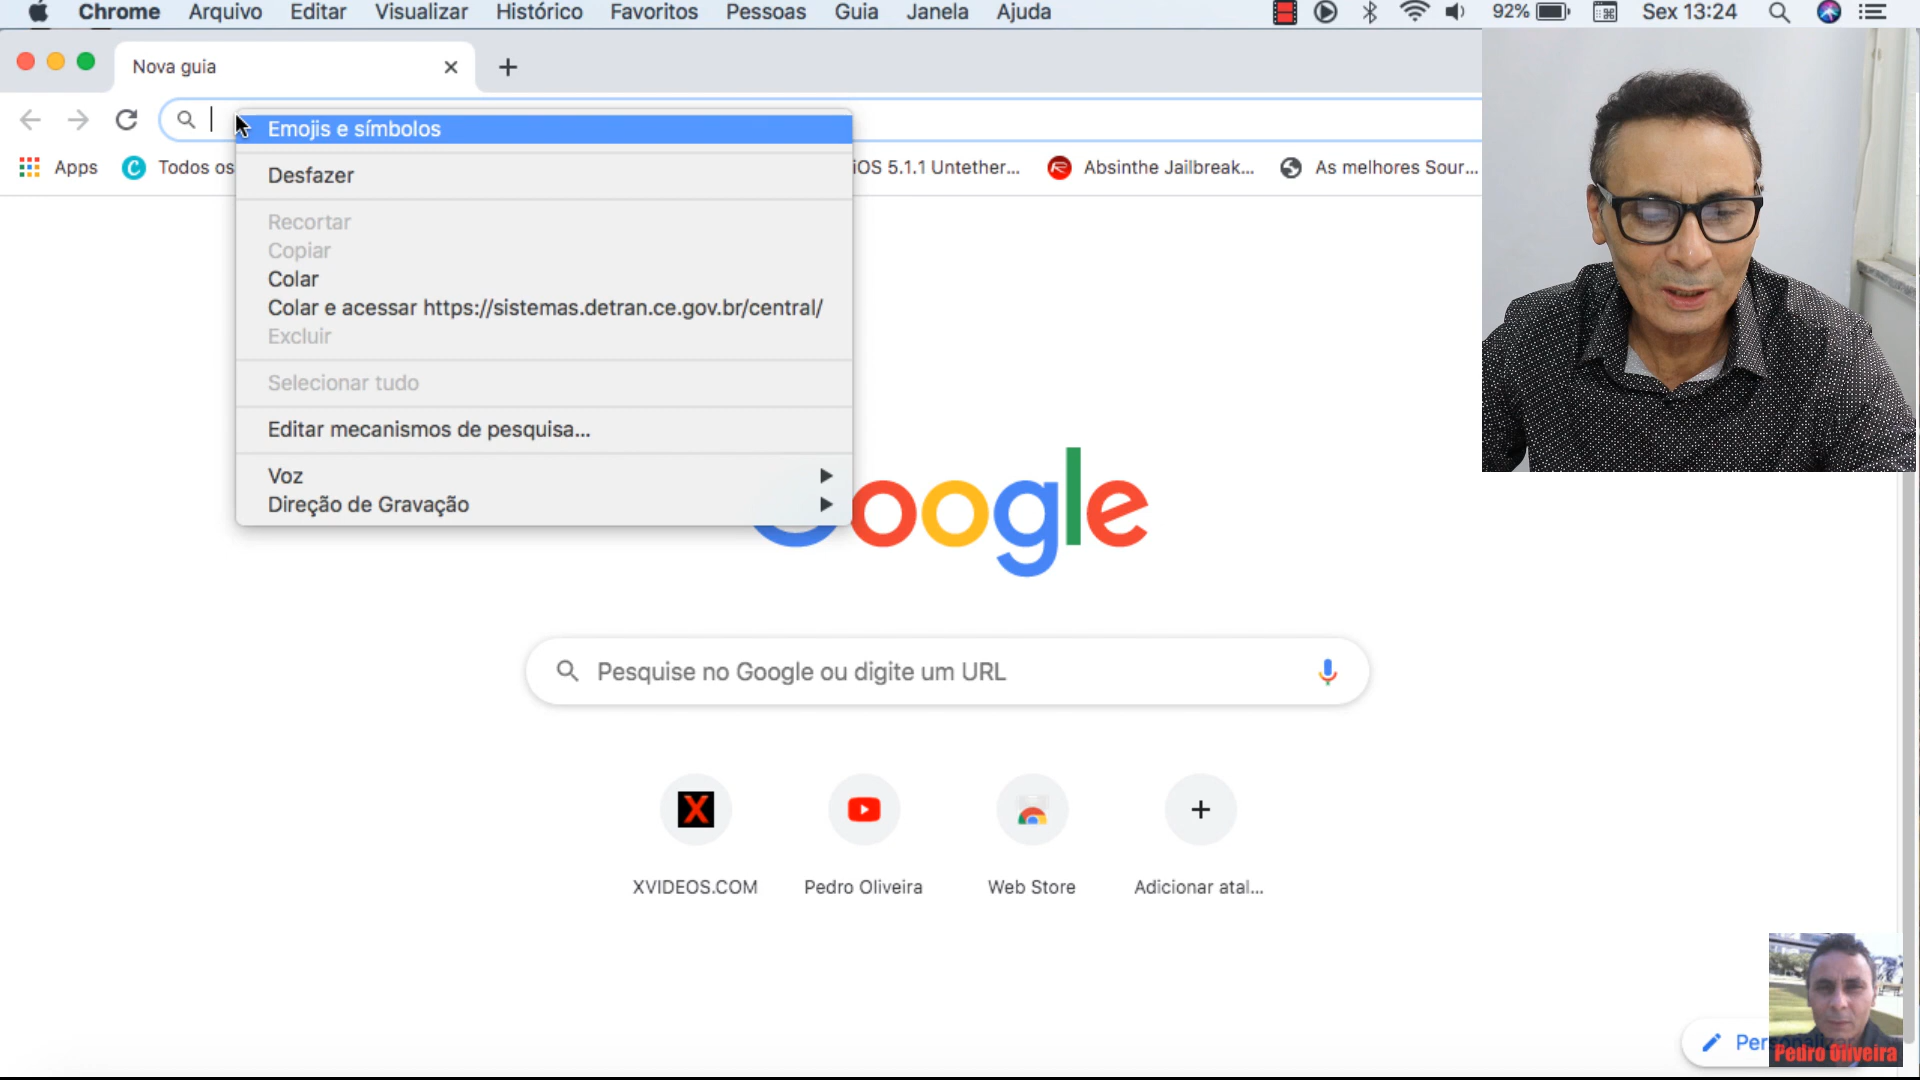 Chrome Arquivo Editar Visualizar Histórico Favoritos Pessoas Guia Janela Ajuda 92% Sex 13:24
Nova guia
Emojis e símbolos
Apps Todos os iOS 5.1.1 Untether... Absinthe Jailbreak... As melhores Sour...
Desfazer
Recortar
Copiar
Colar
Colar e acessar https://sistemas.detran.ce.gov.br/central/
Excluir
Selecionar tudo
Editar mecanismos de pesquisa...
Voz
Direção de Gravação
Google
Pesquise no Google ou digite um URL
X
XVIDEOS.COM Pedro Oliveira Web Store Adicionar atal...
Pedro Oliveira